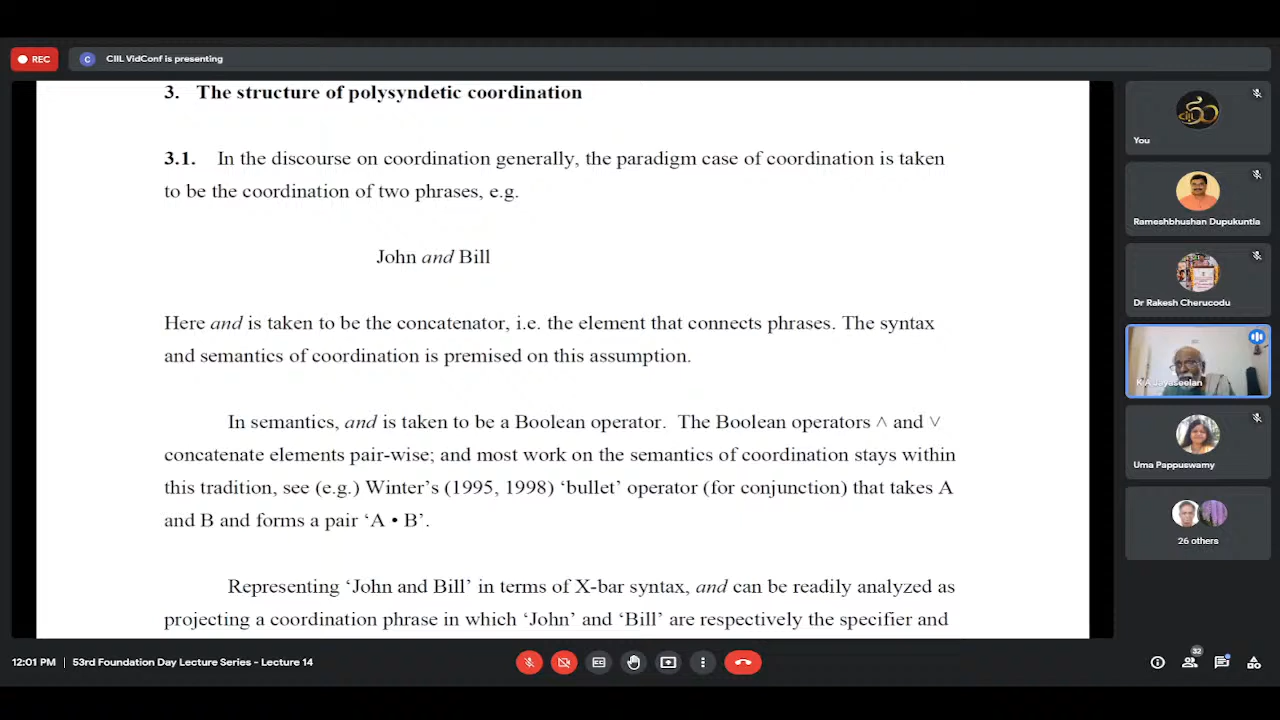 REC
C
CIIL VidConf is presenting
3. The structure of polysyndetic coordination
3.1. In the discourse on coordination generally, the paradigm case of coordination is taken
to be the coordination of two phrases, e.g.
John and Bill
Here and is taken to be the concatenator, i.e. the element that connects phrases. The syntax
and semantics of coordination is premised on this assumption.
In semantics, and is taken to be a Boolean operator. The Boolean operators ˄ and ˅
concatenate elements pair-wise; and most work on the semantics of coordination stays within
this tradition, see (e.g.) Winter’s (1995, 1998) ‘bullet’ operator (for conjunction) that takes A
and B and forms a pair ‘A • B’.
Representing ‘John and Bill’ in terms of X-bar syntax, and can be readily analyzed as
projecting a coordination phrase in which ‘John’ and ‘Bill’ are respectively the specifier and
You
Rameshbhushan Dupukuntla
Dr Rakesh Cherucodu
K A Jayaseelan
Uma Pappuswamy
26 others
12:01 PM | 53rd Foundation Day Lecture Series - Lecture 14
32